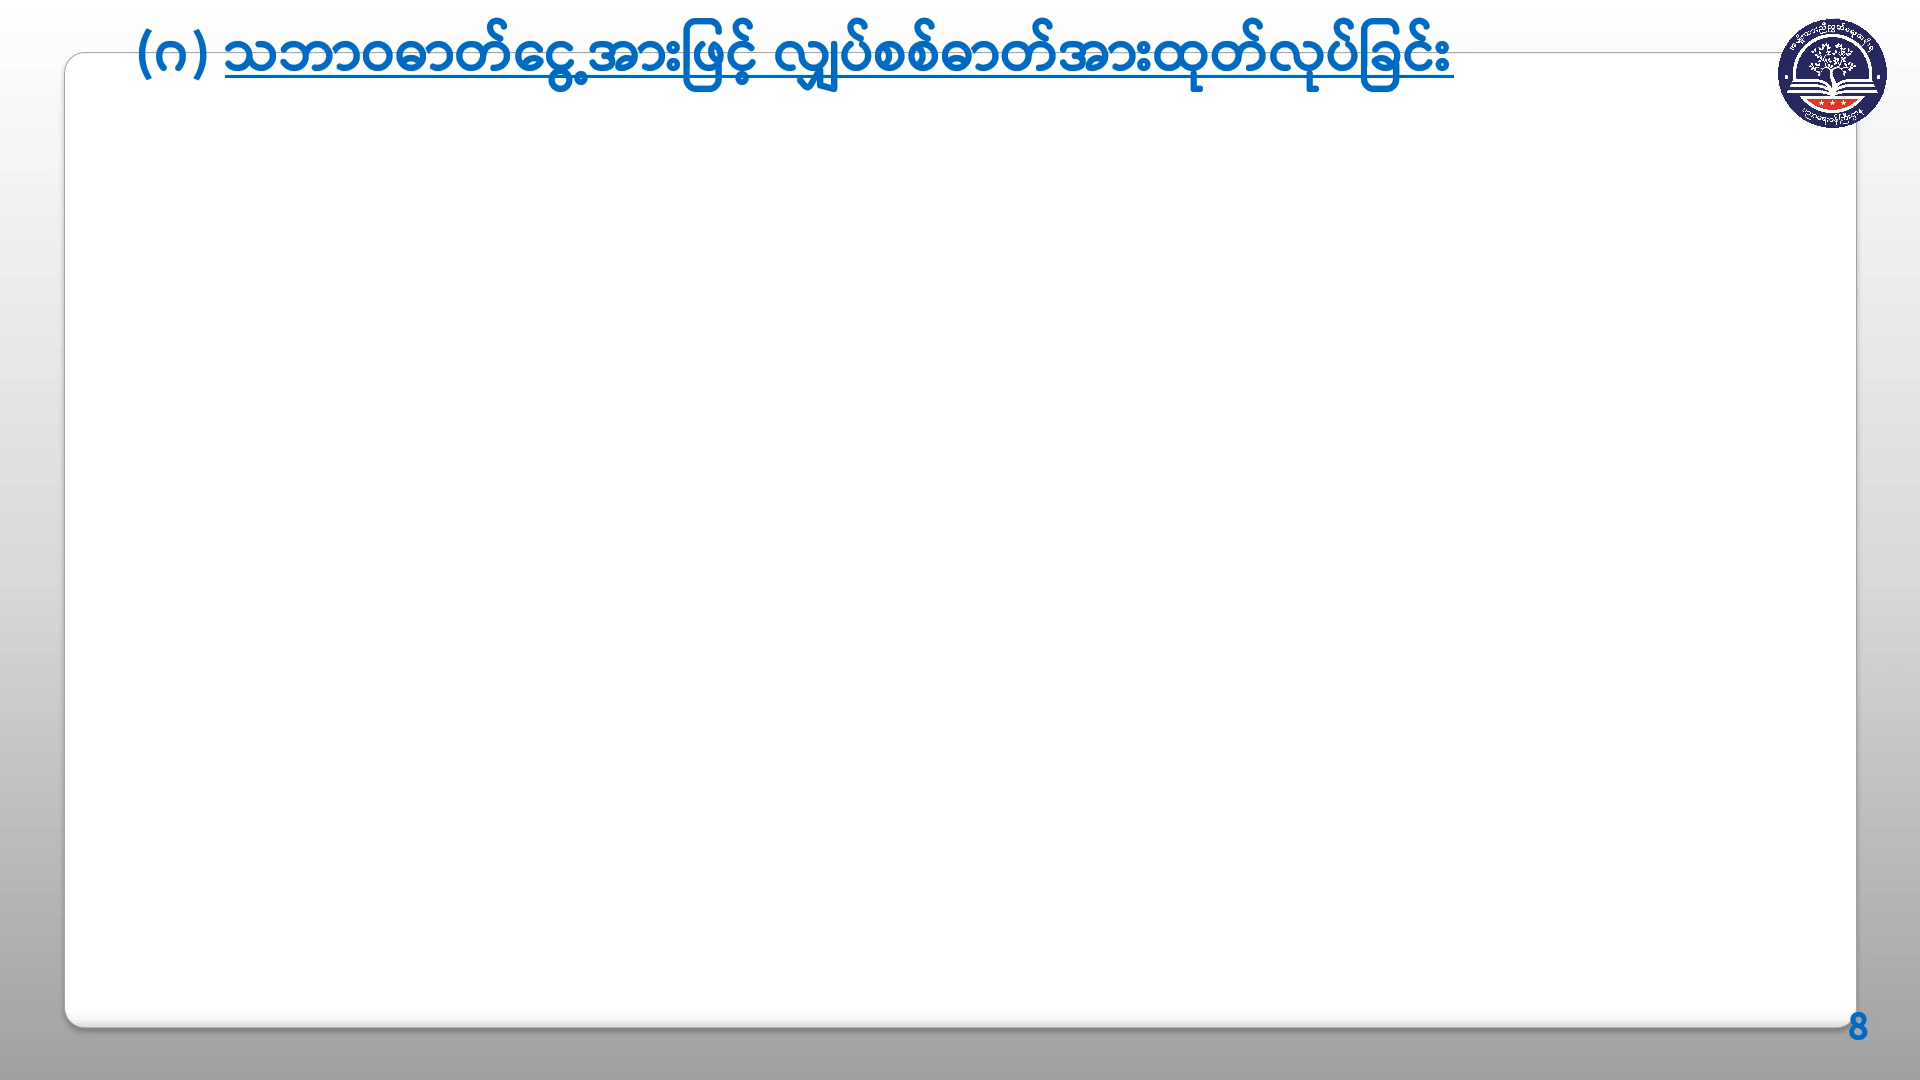 (ဂ) သဘာဝဓာတ်ငွေ့အားဖြင့် လျှပ်စစ်ဓာတ်အားထုတ်လုပ်ခြင်း
8